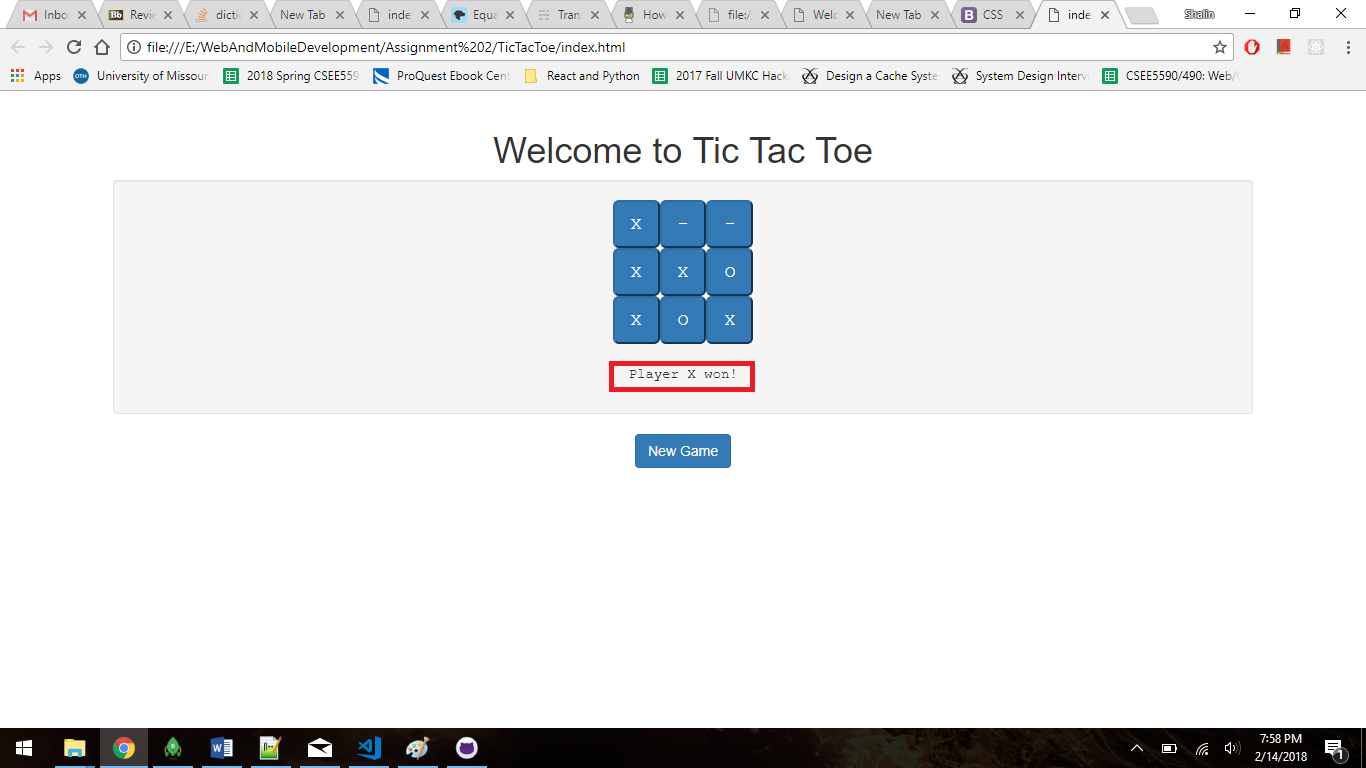 Inbo Revi dictic New Tab inde Equa Tran How file:/ Welc New Tab CSS inde Shalin
file:///E:/WebAndMobileDevelopment/Assignment%202/TicTacToe/index.html
Apps University of Missour 2018 Spring CSEE559 ProQuest Ebook Cent React and Python 2017 Fall UMKC Hack Design a Cache Syste System Design Interv CSEE5590/490: Web/
Welcome to Tic Tac Toe
X - -
X X O
X O X
Player X won!
New Game
7:58 PM
2/14/2018
1